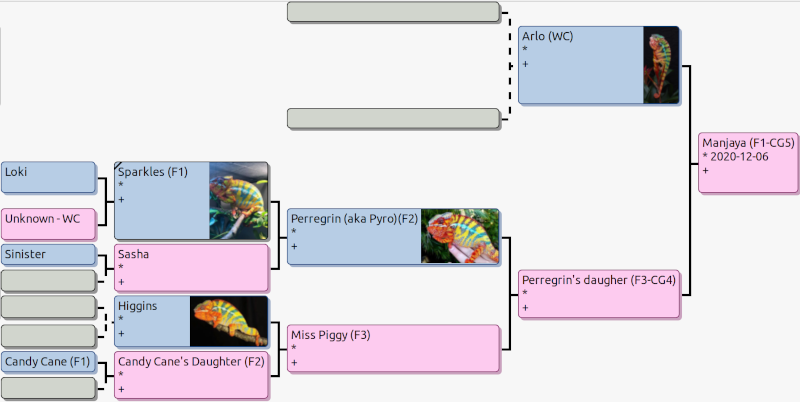 Arlo (WC)
*
+
Manjaya (F1-CG5)
* 2020-12-06
+
Loki
Unknown - WC
Sparkles (F1)
*
+
Perregrin (aka Pyro)(F2)
*
+
Sinister
Sasha
*
+
Perregrin's daugher (F3-CG4)
*
+
Higgins
*
+
Miss Piggy (F3)
*
+
Candy Cane (F1)
Candy Cane's Daughter (F2)
*
+